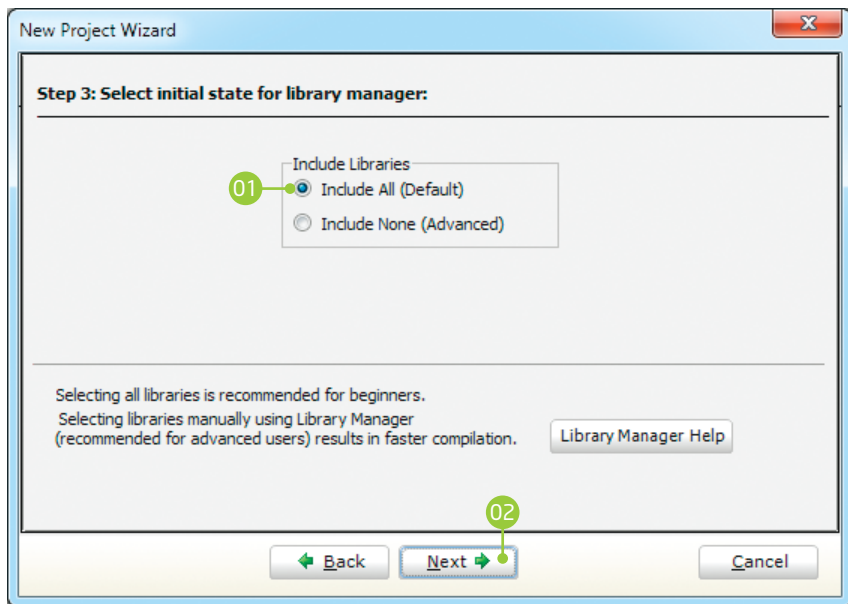 New Project Wizard
Step 3: Select initial state for library manager:
Include Libraries
01
Include All (Default)
Include None (Advanced)
Selecting all libraries is recommended for beginners.
Selecting libraries manually using Library Manager
(recommended for advanced users) results in faster compilation.
Library Manager Help
02
Back
Next
Cancel